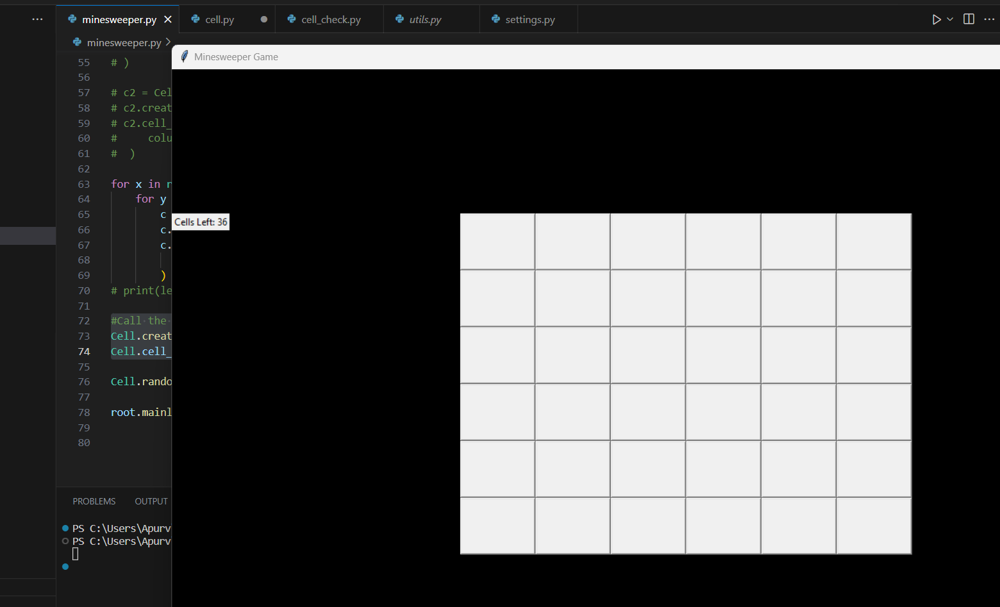 ··· minesweeper.py × cell.py ● cell_check.py utils.py settings.py ···
minesweeper.py >
Minesweeper Game
55 # )
56
57 # c2 = Cel
58 # c2.creat
59 # c2.cell_
60 #     colu
61 #  )
62
63 for x in r
64     for y
65         c
66         c.
67         c.
68
69         )
70 # print(le
71
72 #Call the
73 Cell.creat
74 Cell.cell_
75
76 Cell.rando
77
78 root.mainl
79
80
Cells Left: 36
PROBLEMS OUTPUT
PS C:\Users\Apurv
PS C:\Users\Apurv